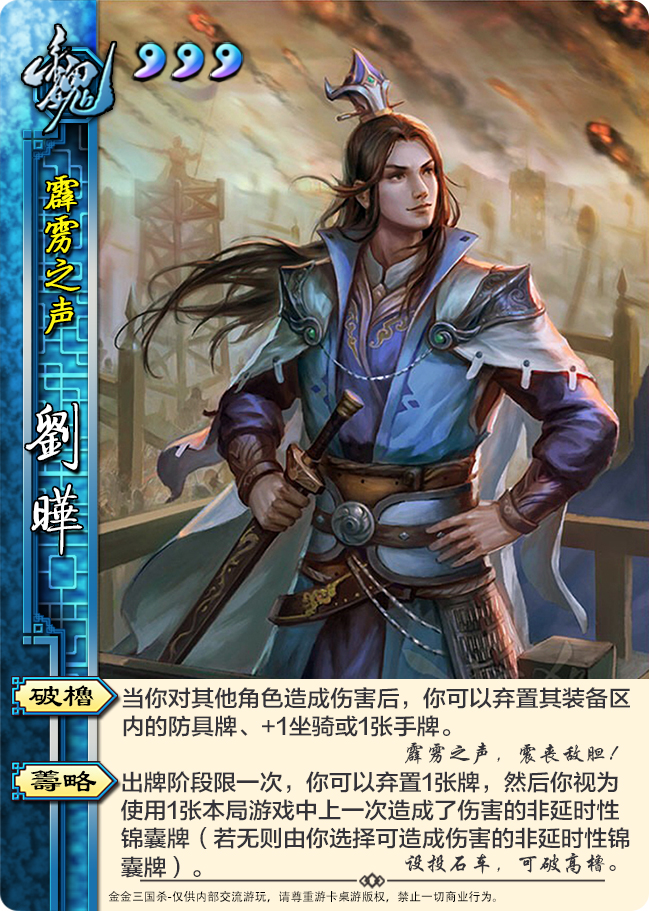 魏
霹雳之声
劉曄
破櫓
当你对其他角色造成伤害后，你可以弃置其装备区
内的防具牌、+1坐骑或1张手牌。
霹雳之声，震丧敌胆！
籌略
出牌阶段限一次，你可以弃置1张牌，然后你视为
使用1张本局游戏中上一次造成了伤害的非延时性
锦囊牌（若无则由你选择可造成伤害的非延时性锦
囊牌）。
设投石车，可破高橹。
金金三国杀-仅供内部交流游玩，请尊重游卡桌游版权，禁止一切商业行为。